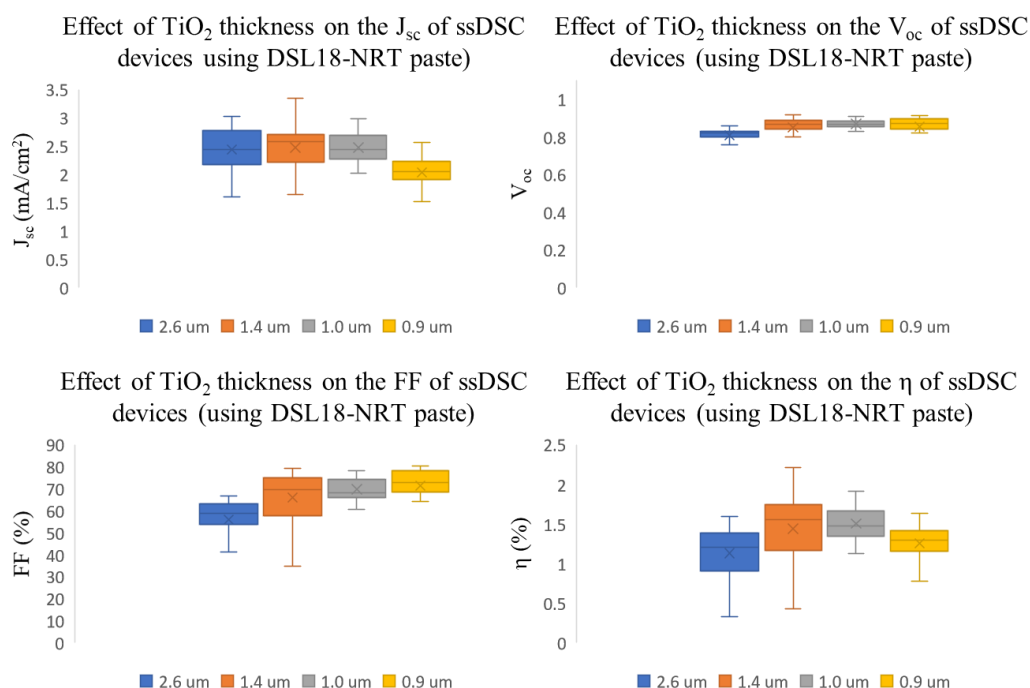 Effect of TiO₂ thickness on the Jsc of ssDSC
devices using DSL18-NRT paste)
3.5
3
2.5
2
1.5
1
0.5
0
Jsc (mA/cm²)
2.6 um 1.4 um 1.0 um 0.9 um
Effect of TiO₂ thickness on the Voc of ssDSC
devices (using DSL18-NRT paste)
1
0.8
0.6
0.4
0.2
0
Voc
2.6 um 1.4 um 1.0 um 0.9 um
Effect of TiO₂ thickness on the FF of ssDSC
devices (using DSL18-NRT paste)
90
80
70
60
50
40
30
20
10
0
FF (%)
2.6 um 1.4 um 1.0 um 0.9 um
Effect of TiO₂ thickness on the η of ssDSC
devices (using DSL18-NRT paste)
2.5
2
1.5
1
0.5
0
η (%)
2.6 um 1.4 um 1.0 um 0.9 um